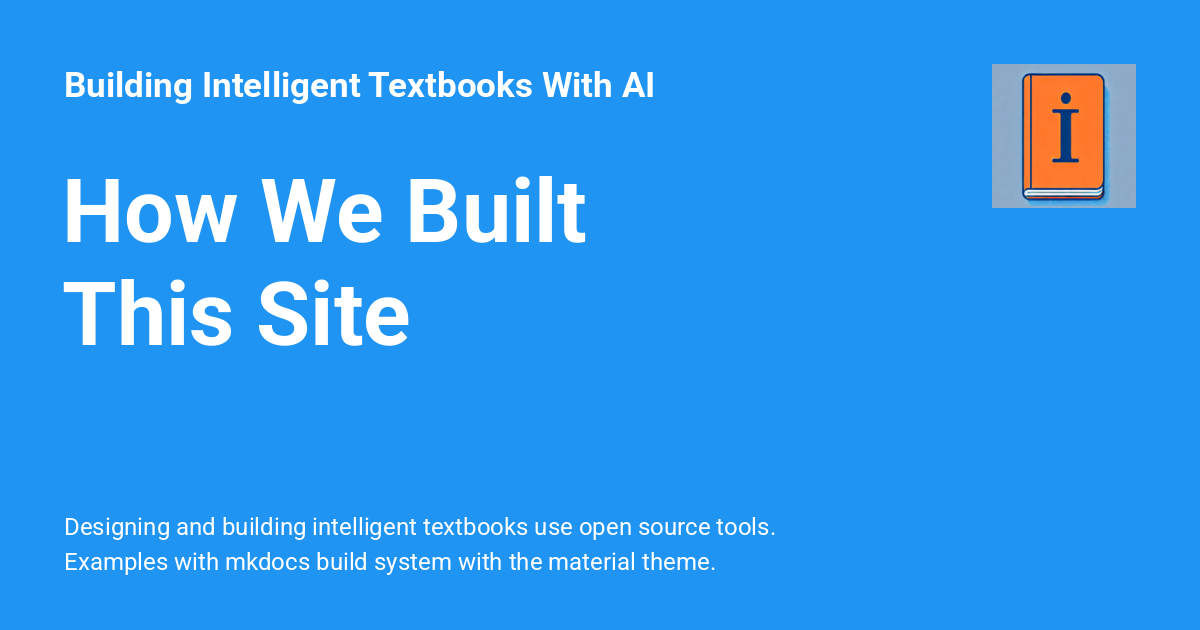 Building Intelligent Textbooks With AI
i
How We Built
This Site
Designing and building intelligent textbooks use open source tools.
Examples with mkdocs build system with the material theme.